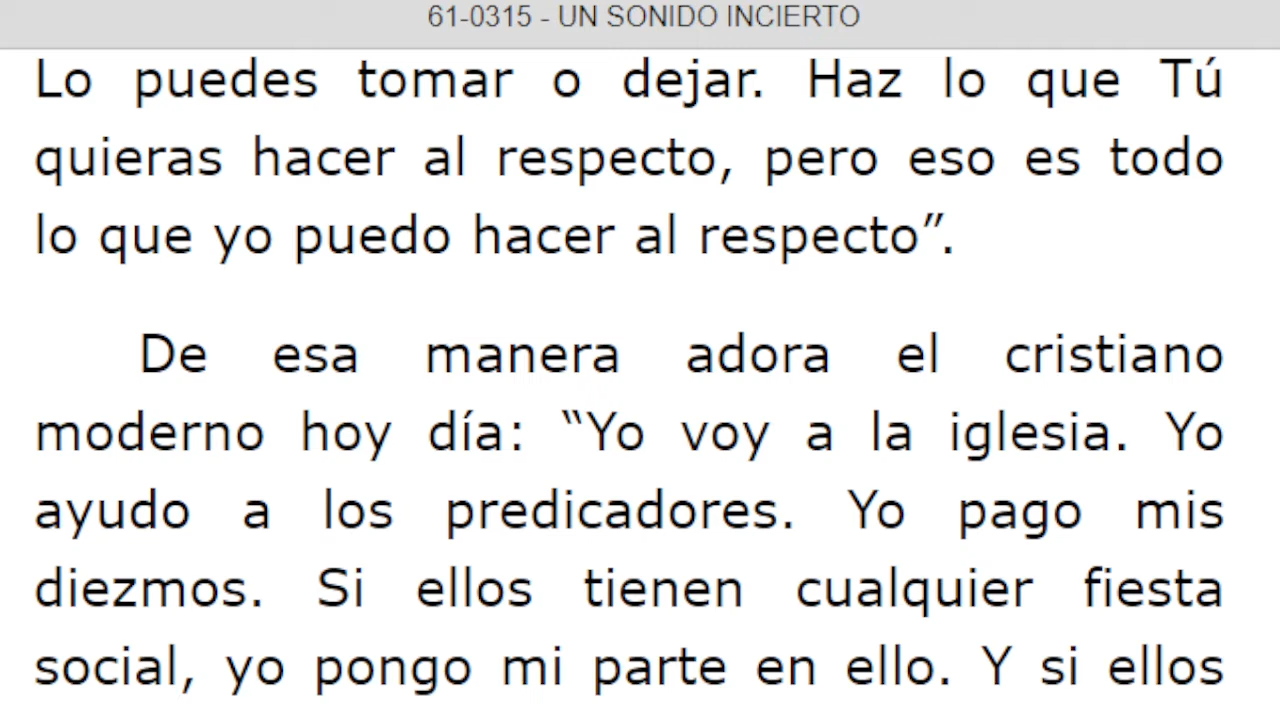 61-0315 - UN SONIDO INCIERTO
Lo puedes tomar o dejar. Haz lo que Tú
quieras hacer al respecto, pero eso es todo
lo que yo puedo hacer al respecto”.
De esa manera adora el cristiano
moderno hoy día: “Yo voy a la iglesia. Yo
ayudo a los predicadores. Yo pago mis
diezmos. Si ellos tienen cualquier fiesta
social, yo pongo mi parte en ello. Y si ellos